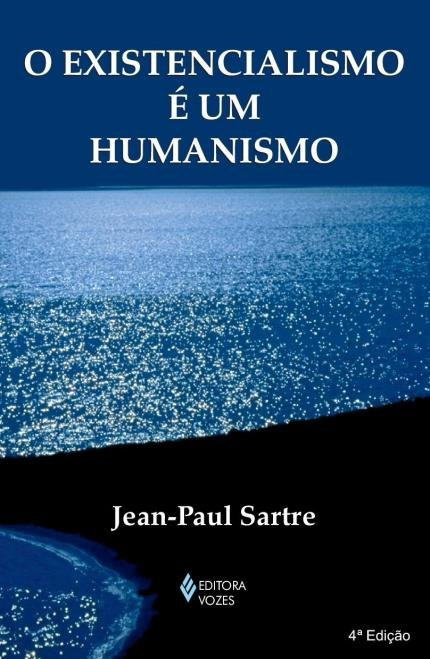 O EXISTENCIALISMO
É UM
HUMANISMO
Jean-Paul Sartre
EDITORA
VOZES
4ª Edição